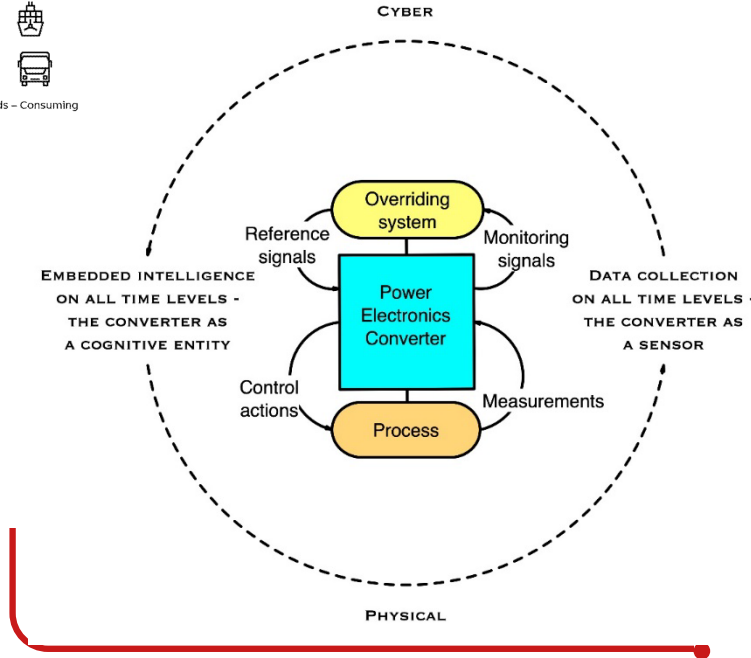 CYBER
ds – Consuming
Overriding
system
Reference
signals
Monitoring
signals
EMBEDDED INTELLIGENCE
ON ALL TIME LEVELS -
THE CONVERTER AS
A COGNITIVE ENTITY
Power
Electronics
Converter
DATA COLLECTION
ON ALL TIME LEVELS -
THE CONVERTER AS
A SENSOR
Control
actions
Measurements
Process
PHYSICAL